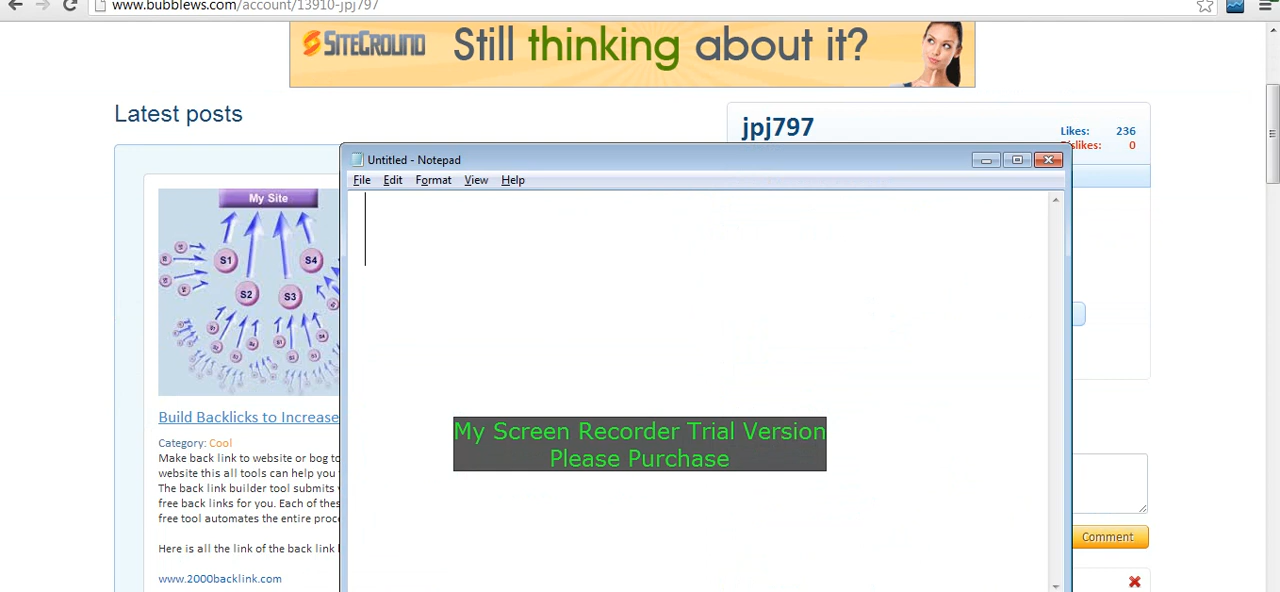 www.bubblews.com/account/13910-jpj797
SITEGROUND
Still thinking about it?
Latest posts
jpj797
Likes: 236
islikes: 0
Untitled - Notepad
File Edit Format View Help
My Site
S1
S4
S2
S3
My Screen Recorder Trial Version
Please Purchase
Build Backlicks to Increase
Category: Cool
Make back link to website or bog to
website this all tools can help you
The back link builder tool submits
free back links for you. Each of thes
free tool automates the entire proc
Here is all the link of the back link
www.2000backlink.com
Comment